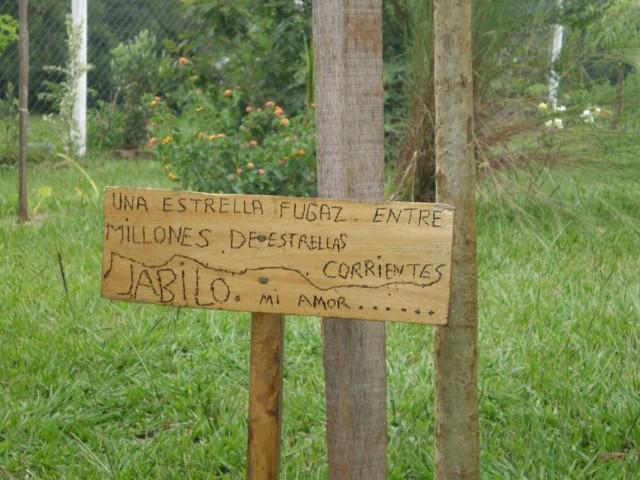 UNA ESTRELLA FUGAZ ENTRE
MILLONES DE ESTRELLAS
CORRIENTES
JABILO. MI AMOR......